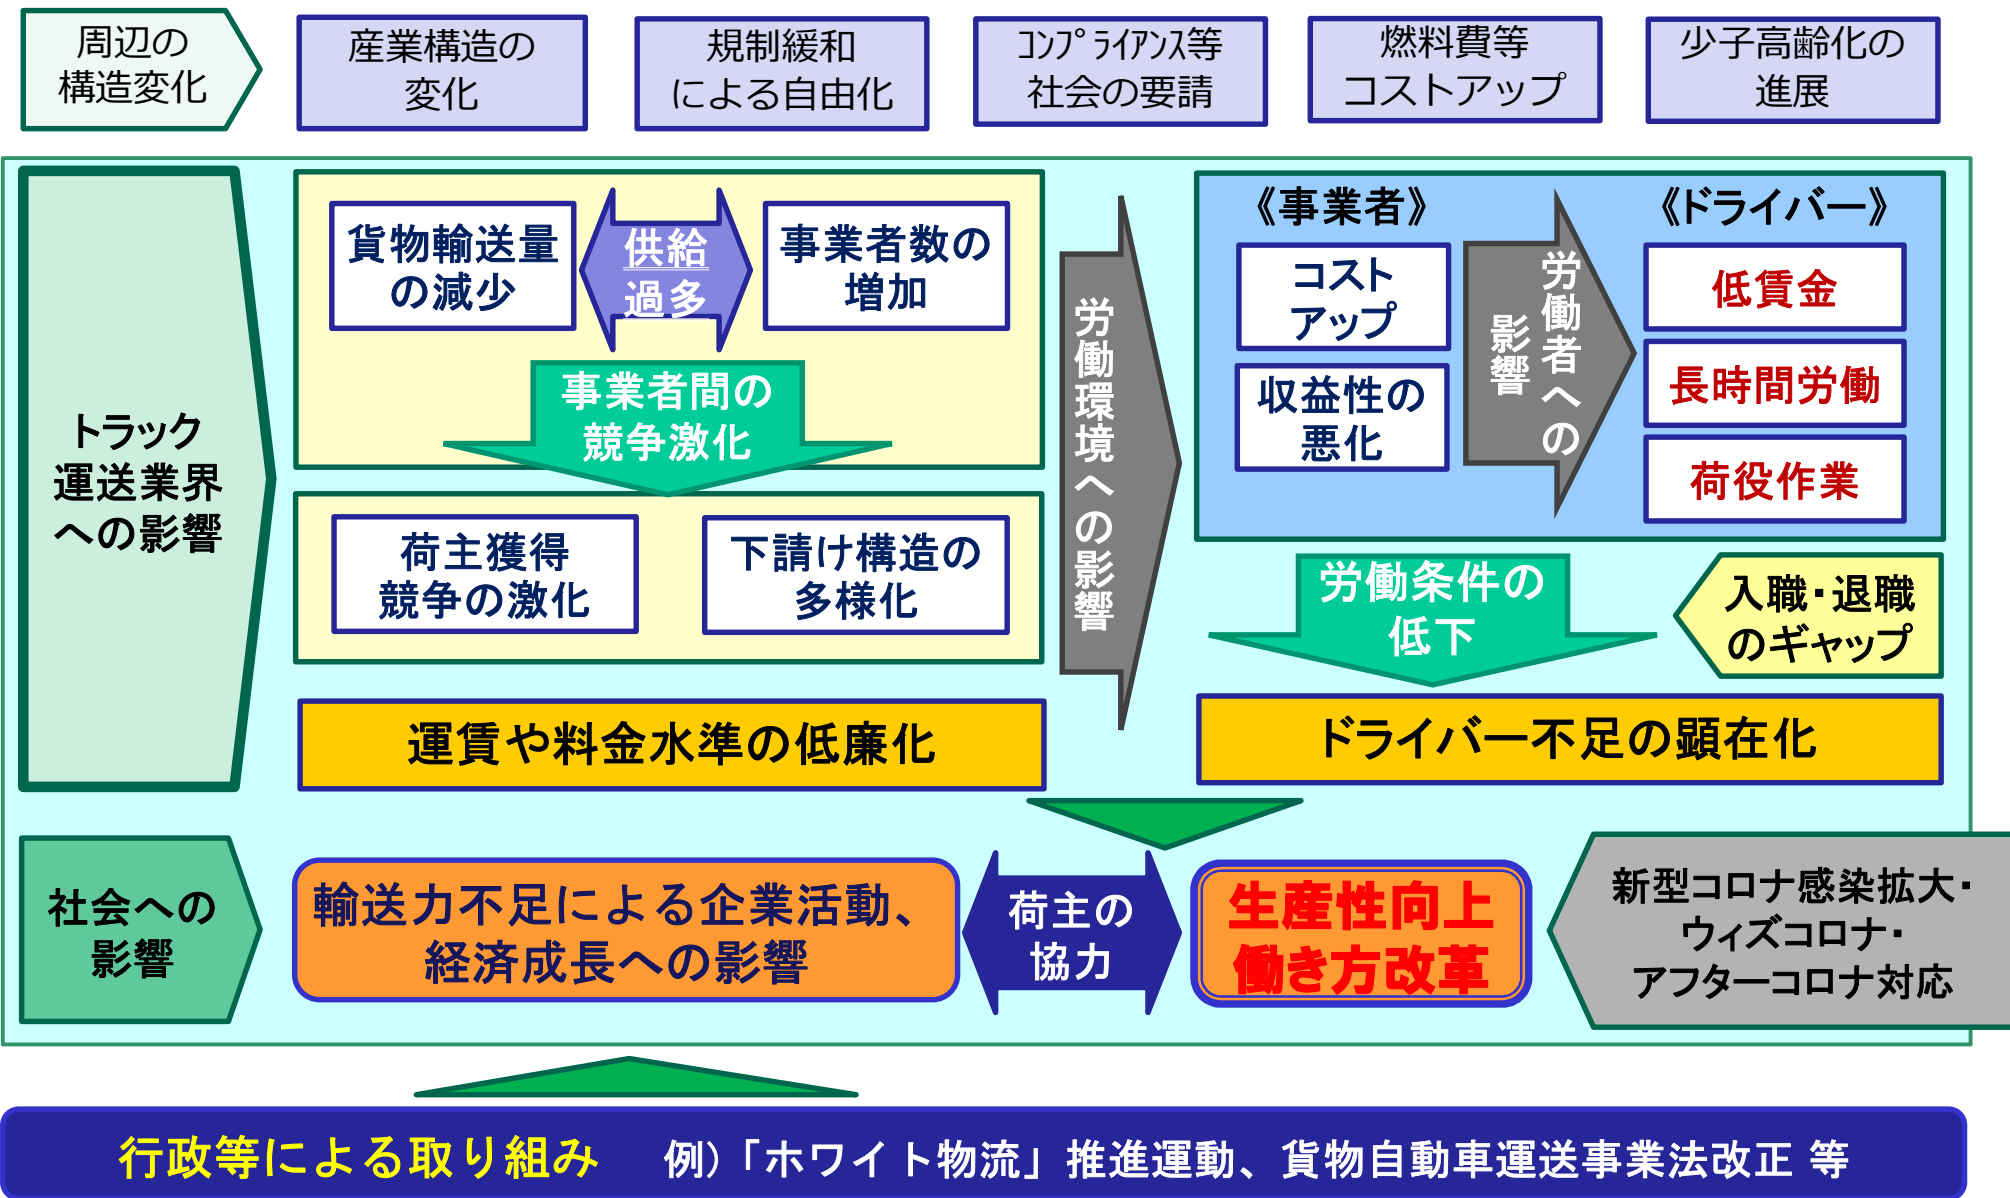 周辺の
構造変化
産業構造の
変化
規制緩和
による自由化
ｺﾝﾌﾟﾗｲｱﾝｽ等
社会の要請
燃料費等
コストアップ
少子高齢化の
進展
トラック
運送業界
への影響
貨物輸送量
の減少
供給
過多
事業者数の
増加
事業者間の
競争激化
荷主獲得
競争の激化
下請け構造の
多様化
運賃や料金水準の低廉化
労働環境への影響
《事業者》
コスト
アップ
収益性の
悪化
労働者への
影響
《ドライバー》
低賃金
長時間労働
荷役作業
労働条件の
低下
入職・退職
のギャップ
ドライバー不足の顕在化
社会への
影響
輸送力不足による企業活動、
経済成長への影響
荷主の
協力
生産性向上
働き方改革
新型コロナ感染拡大・
ウィズコロナ・
アフターコロナ対応
行政等による取り組み　例）「ホワイト物流」推進運動、貨物自動車運送事業法改正 等